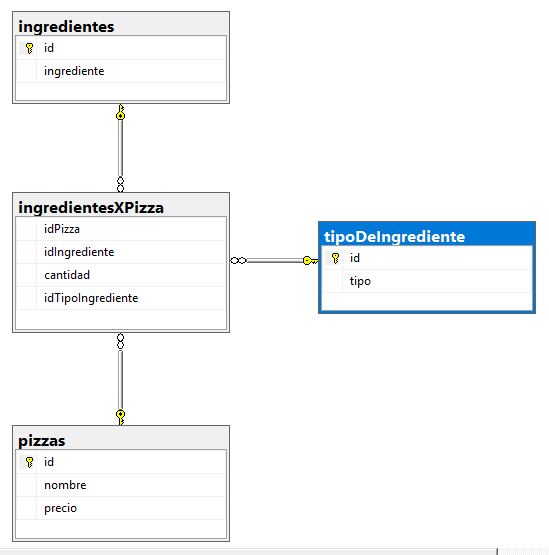 ingredientes
id
ingrediente
ingredientesXPizza
idPizza
idIngrediente
cantidad
idTipoIngrediente
tipoDeIngrediente
id
tipo
pizzas
id
nombre
precio